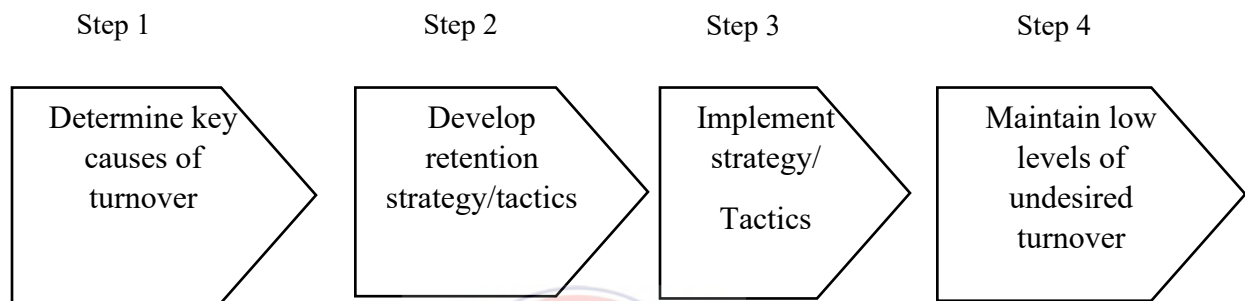 Step 1
Step 2
Step 3
Step 4
Determine key
causes of
turnover
Develop
retention
strategy/tactics
Implement
strategy/
Tactics
Maintain low
levels of
undesired
turnover